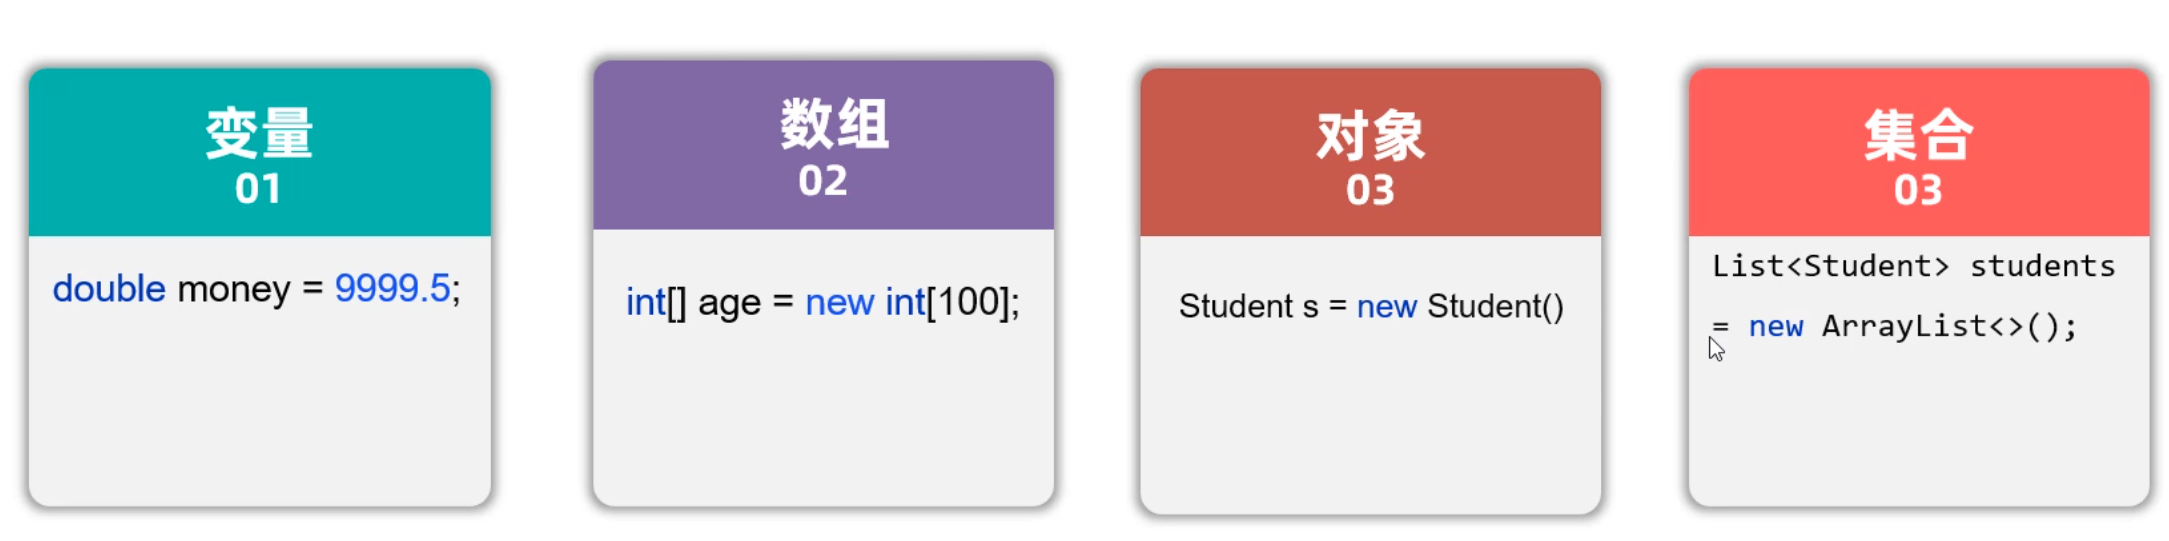 变量
01
double money = 9999.5;
数组
02
int[] age = new int[100];
对象
03
Student s = new Student()
集合
03
List<Student> students
= new ArrayList<>();